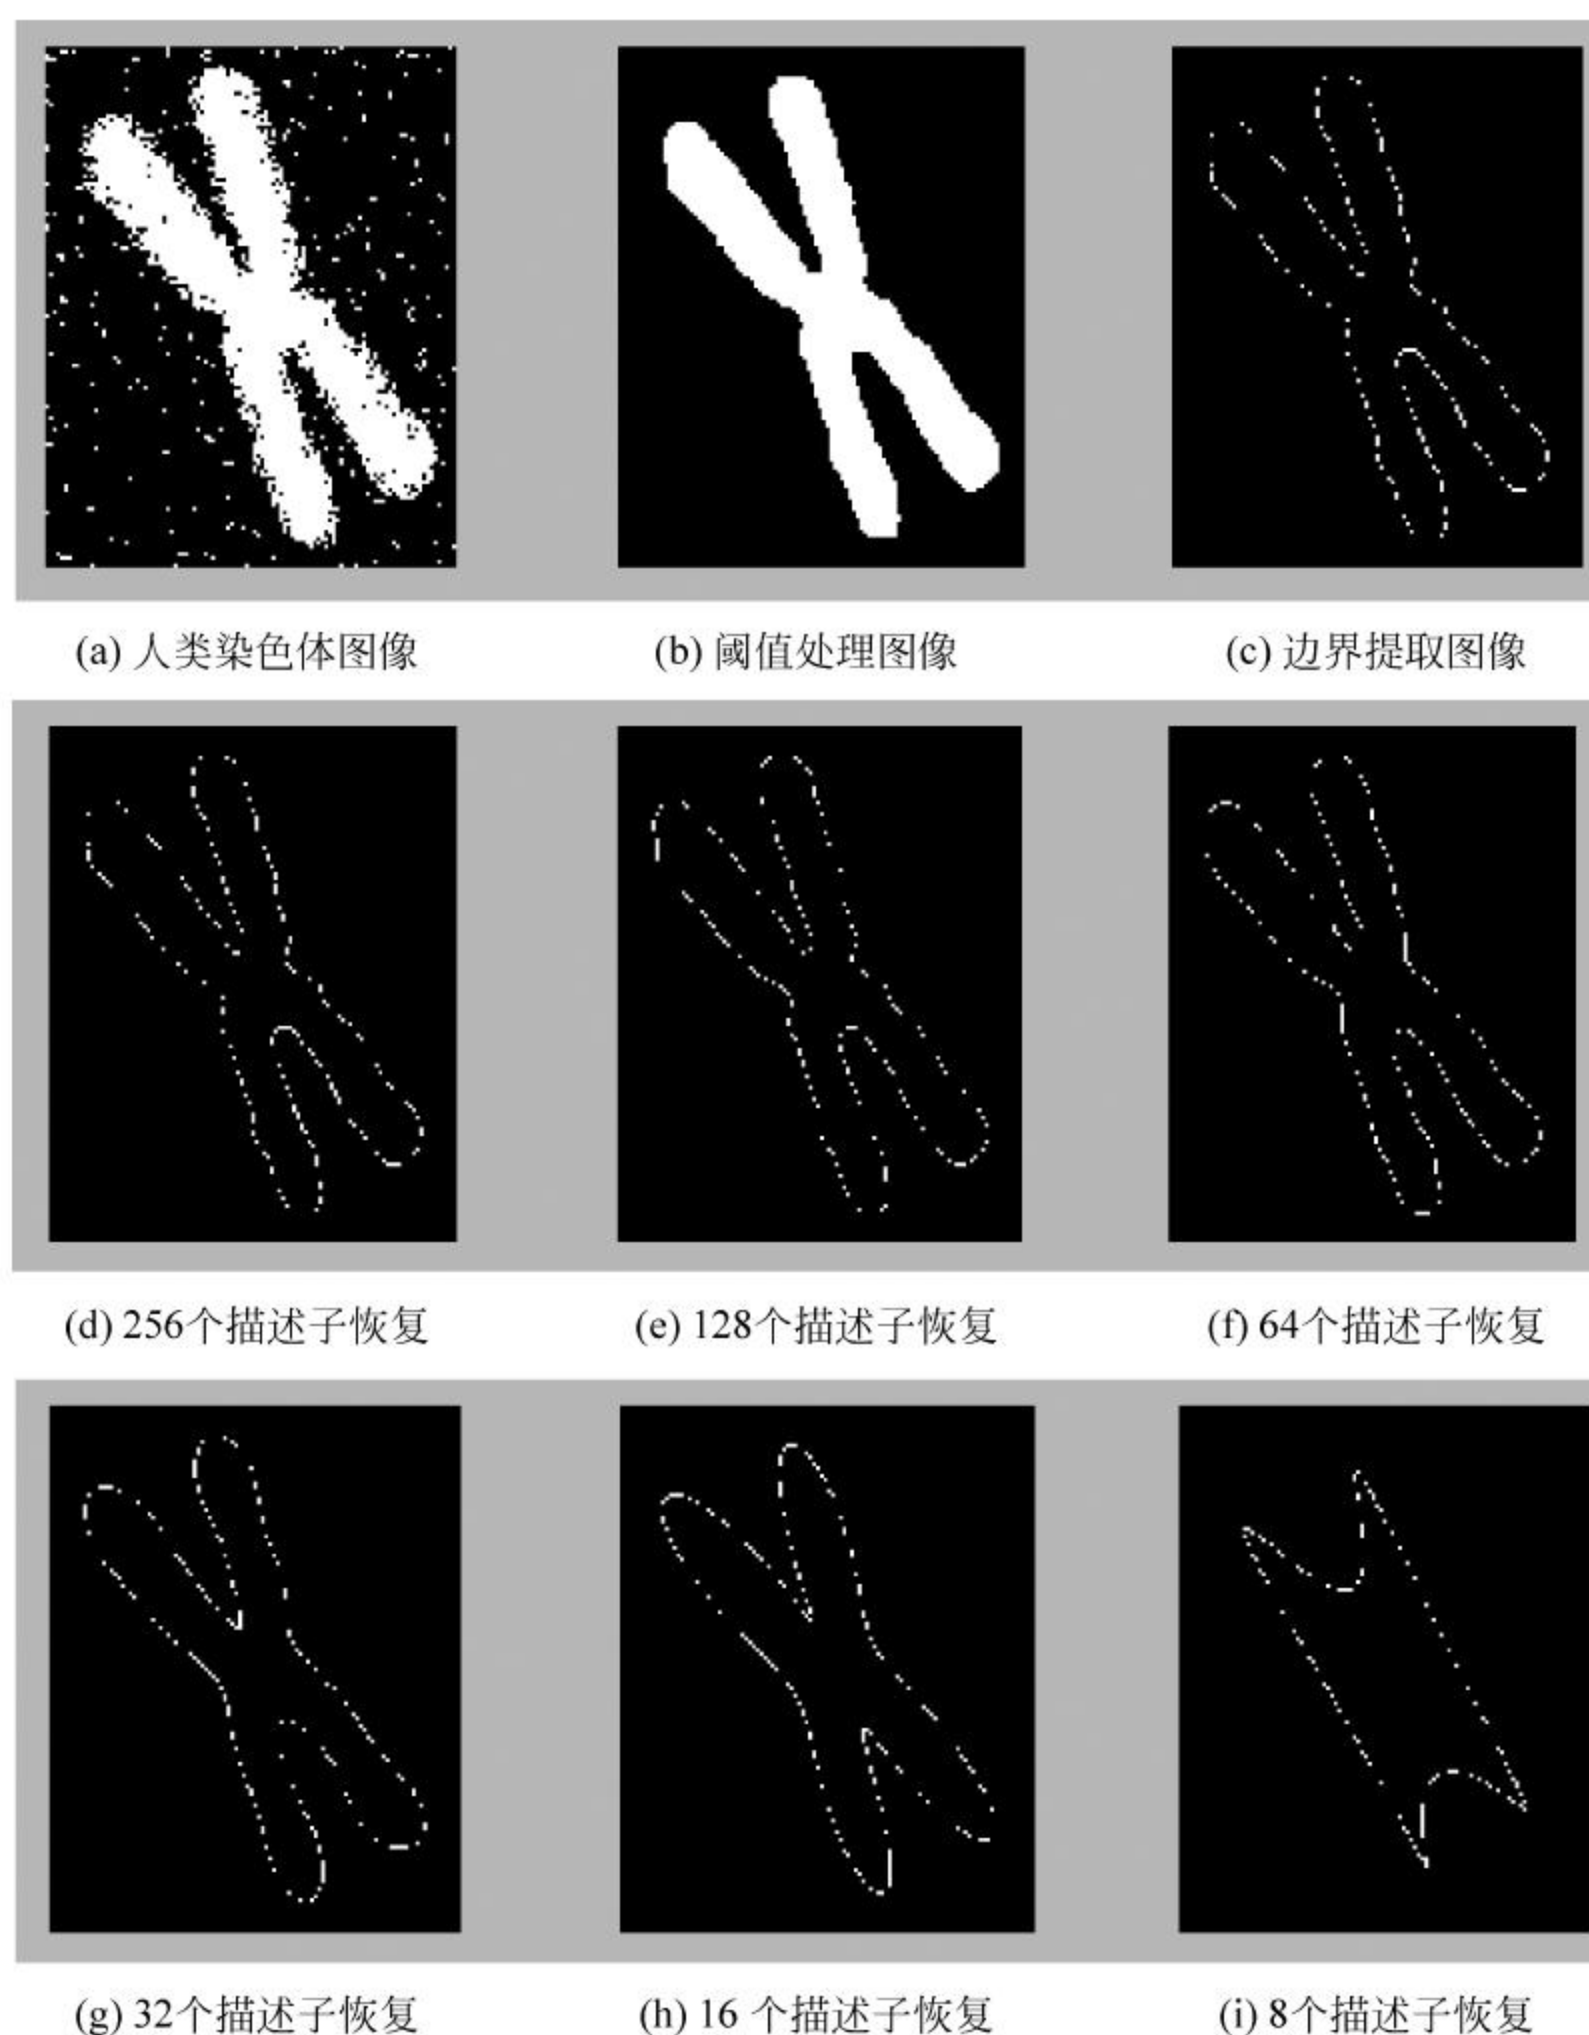 (a) 人类染色体图像
(b) 阈值处理图像
(c) 边界提取图像
(d) 256个描述子恢复
(e) 128个描述子恢复
(f) 64个描述子恢复
(g) 32个描述子恢复
(h) 16 个描述子恢复
(i) 8个描述子恢复